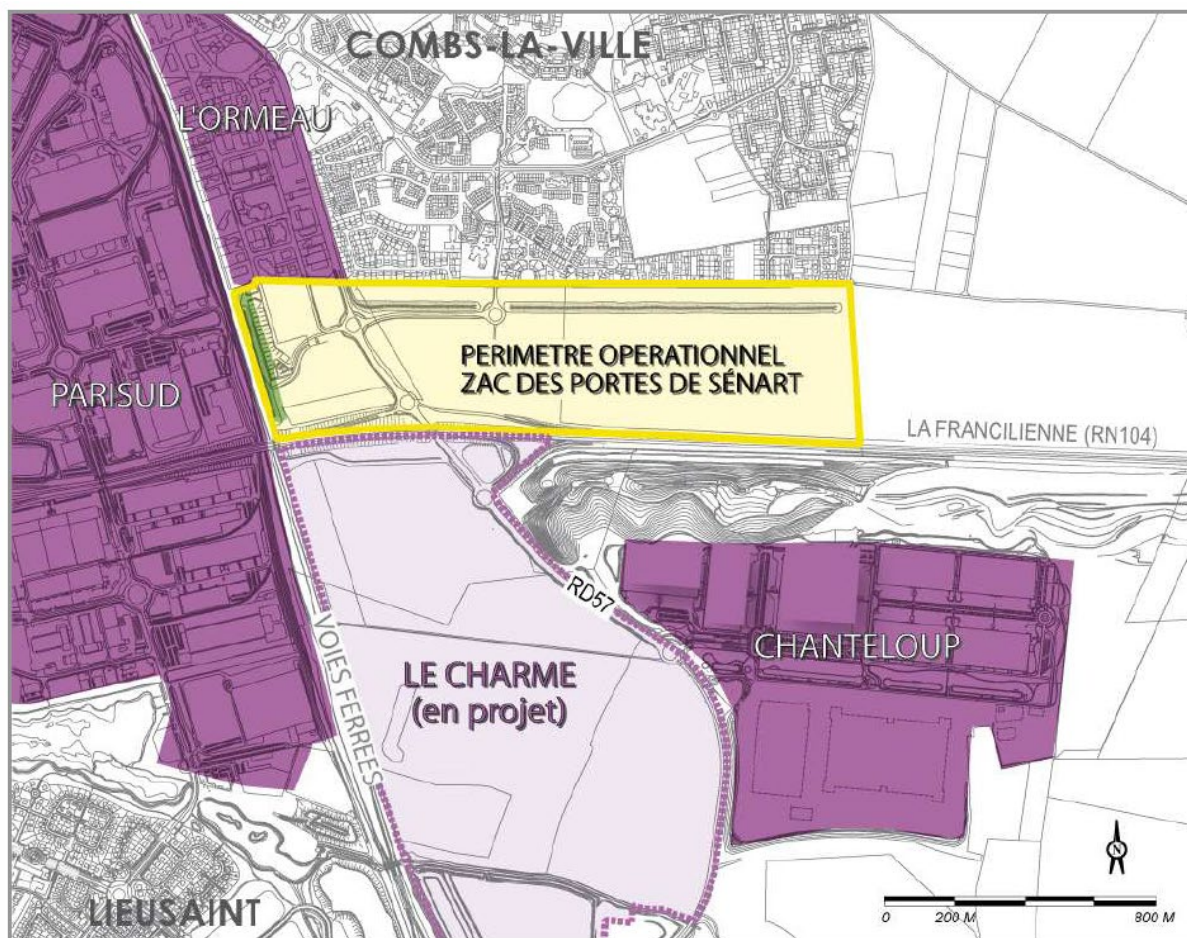 COMBS-LA-VILLE
L'ORMEAU
PARISUD
PERIMETRE OPERATIONNEL
ZAC DES PORTES DE SÉNART
LA FRANCILIENNE (RN104)
RD57
VOIES FERREES
LE CHARME
(en projet)
CHANTELOUP
LIEUSAINT
N
0 200 M 800 M